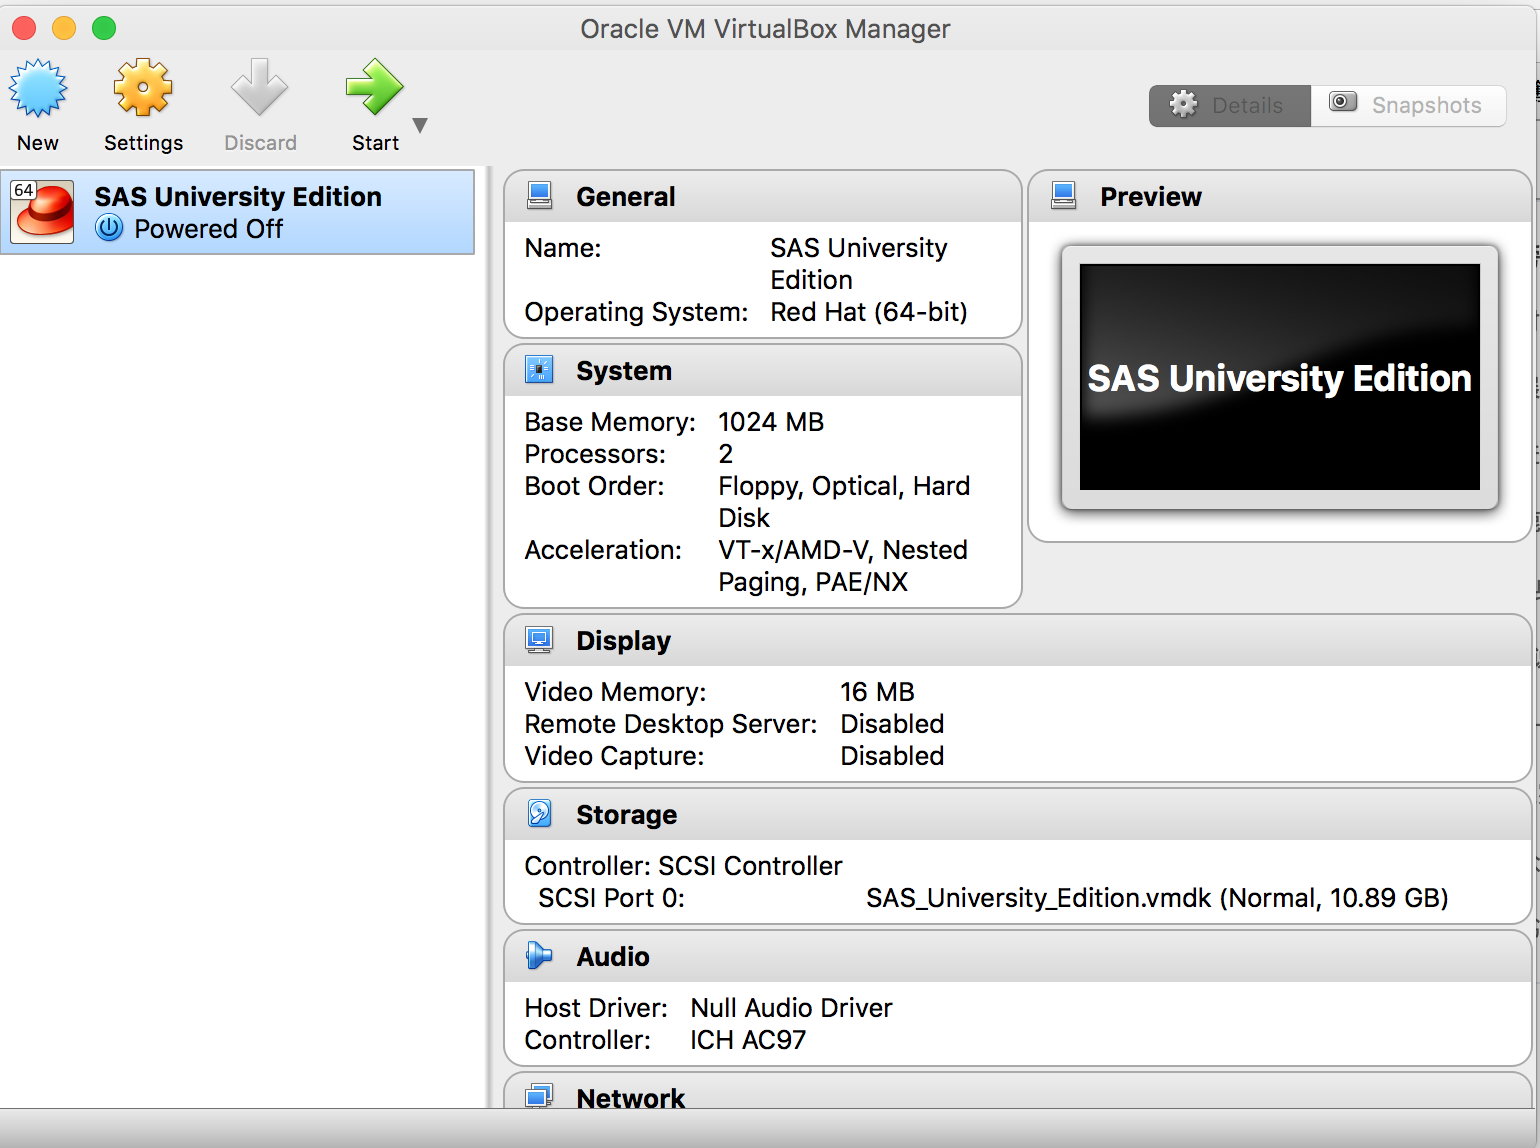 Oracle VM VirtualBox Manager
New
Settings
Discard
Start
Details
Snapshots
64
SAS University Edition
Powered Off
General
Name: SAS University
Edition
Operating System: Red Hat (64-bit)
Preview
SAS University Edition
System
Base Memory: 1024 MB
Processors: 2
Boot Order: Floppy, Optical, Hard
Disk
Acceleration: VT-x/AMD-V, Nested
Paging, PAE/NX
Display
Video Memory: 16 MB
Remote Desktop Server: Disabled
Video Capture: Disabled
Storage
Controller: SCSI Controller
SCSI Port 0: SAS_University_Edition.vmdk (Normal, 10.89 GB)
Audio
Host Driver: Null Audio Driver
Controller: ICH AC97
Network